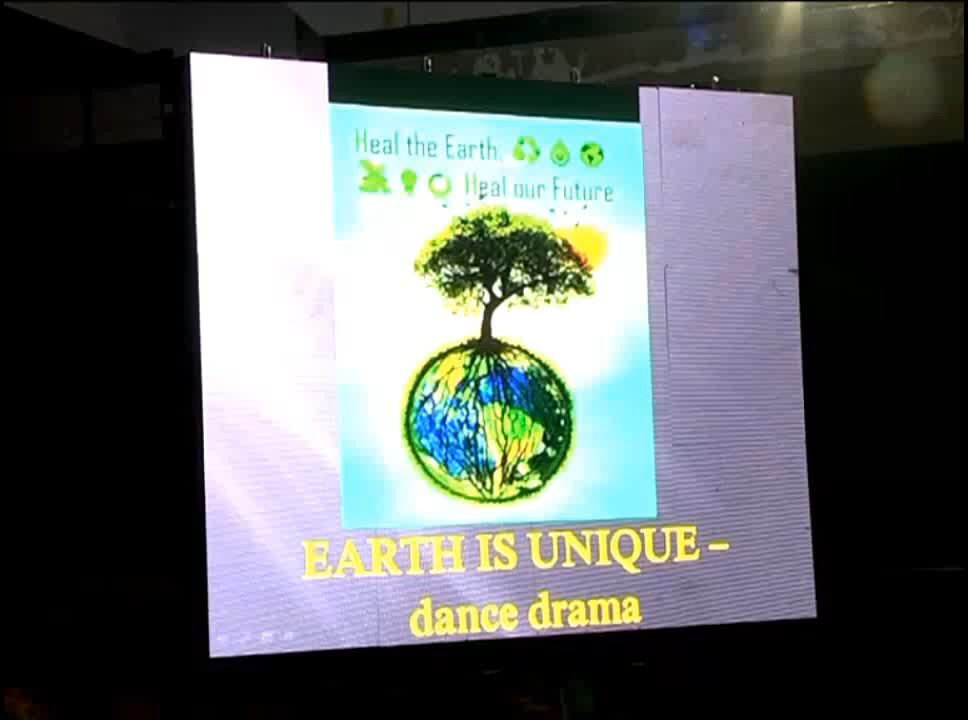 Heal the Earth,
Heal our Future
EARTH IS UNIQUE –
dance drama